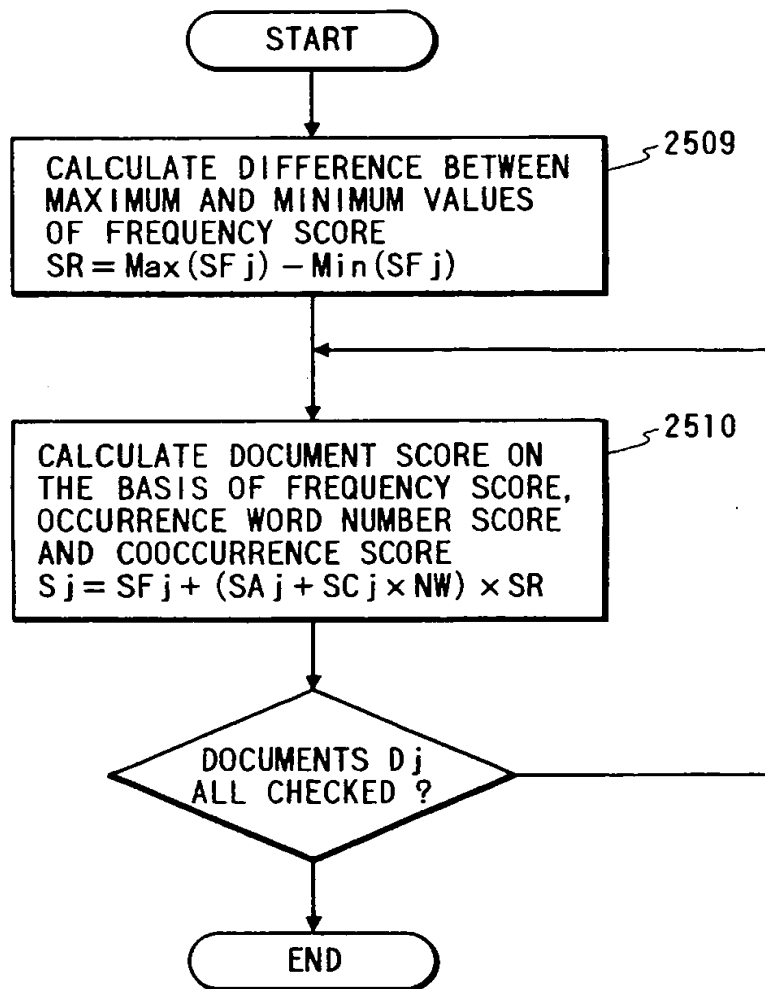 START
2509
CALCULATE DIFFERENCE BETWEEN
MAXIMUM AND MINIMUM VALUES
OF FREQUENCY SCORE
SR = Max (SF j) - Min (SF j)
2510
CALCULATE DOCUMENT SCORE ON
THE BASIS OF FREQUENCY SCORE,
OCCURRENCE WORD NUMBER SCORE
AND COOCCURRENCE SCORE
S j = SF j + (SA j + SC j × NW) × SR
DOCUMENTS D j
ALL CHECKED ?
END